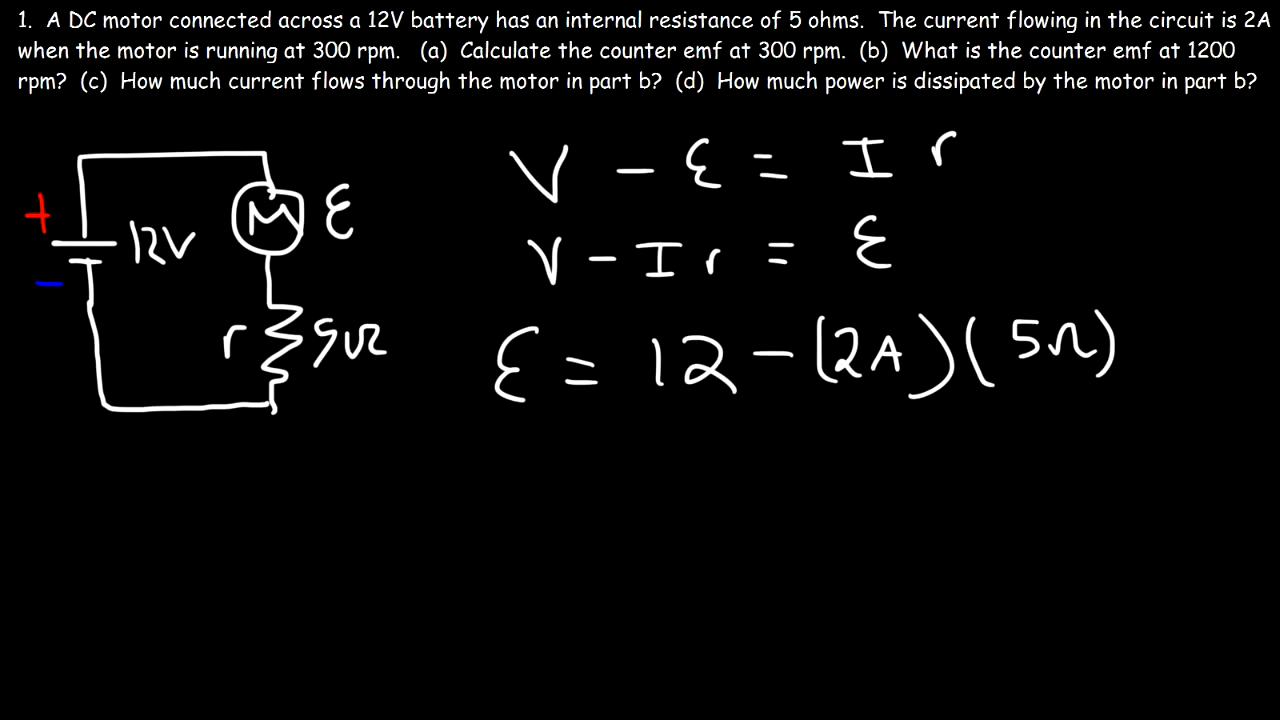 1. A DC motor connected across a 12V battery has an internal resistance of 5 ohms. The current flowing in the circuit is 2A
when the motor is running at 300 rpm. (a) Calculate the counter emf at 300 rpm. (b) What is the counter emf at 1200
rpm? (c) How much current flows through the motor in part b? (d) How much power is dissipated by the motor in part b?
V - Ɛ = I r
+ 12V M Ɛ
V - I r = Ɛ
-
r 5Ω
Ɛ = 12 - (2A)(5Ω)